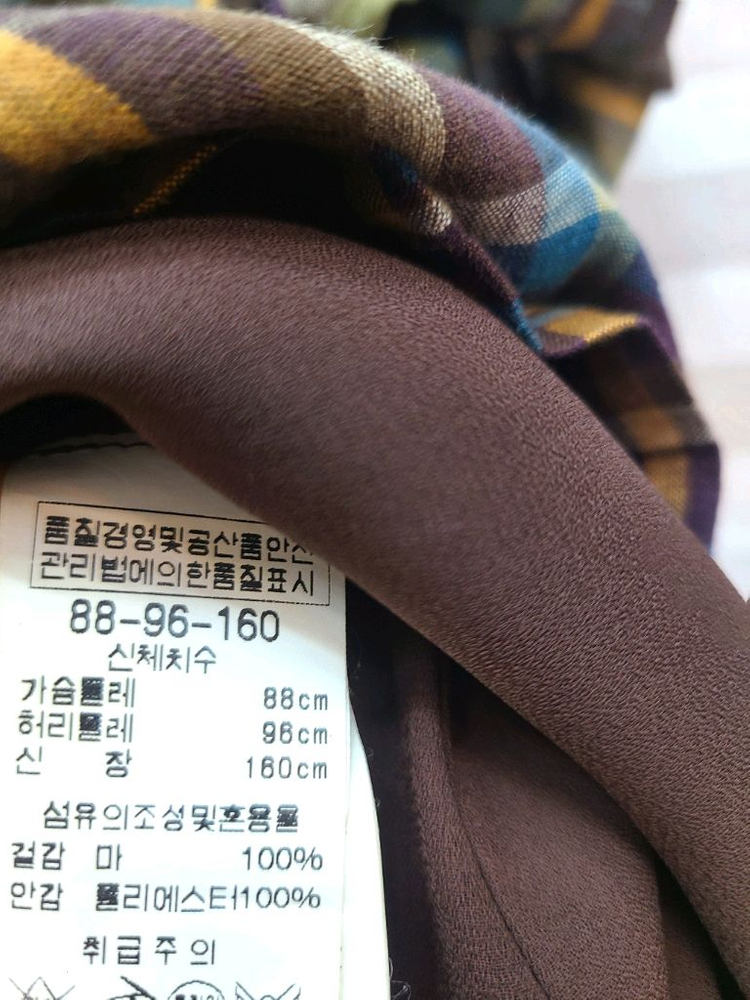 품질경영및공산품안전
관리법에의한품질표시
88-96-160
신체치수
가슴둘레 88cm
허리둘레 96cm
신 장 160cm
섬유의조성및혼용율
겉감 마 100%
안감 폴리에스터100%
취급주의